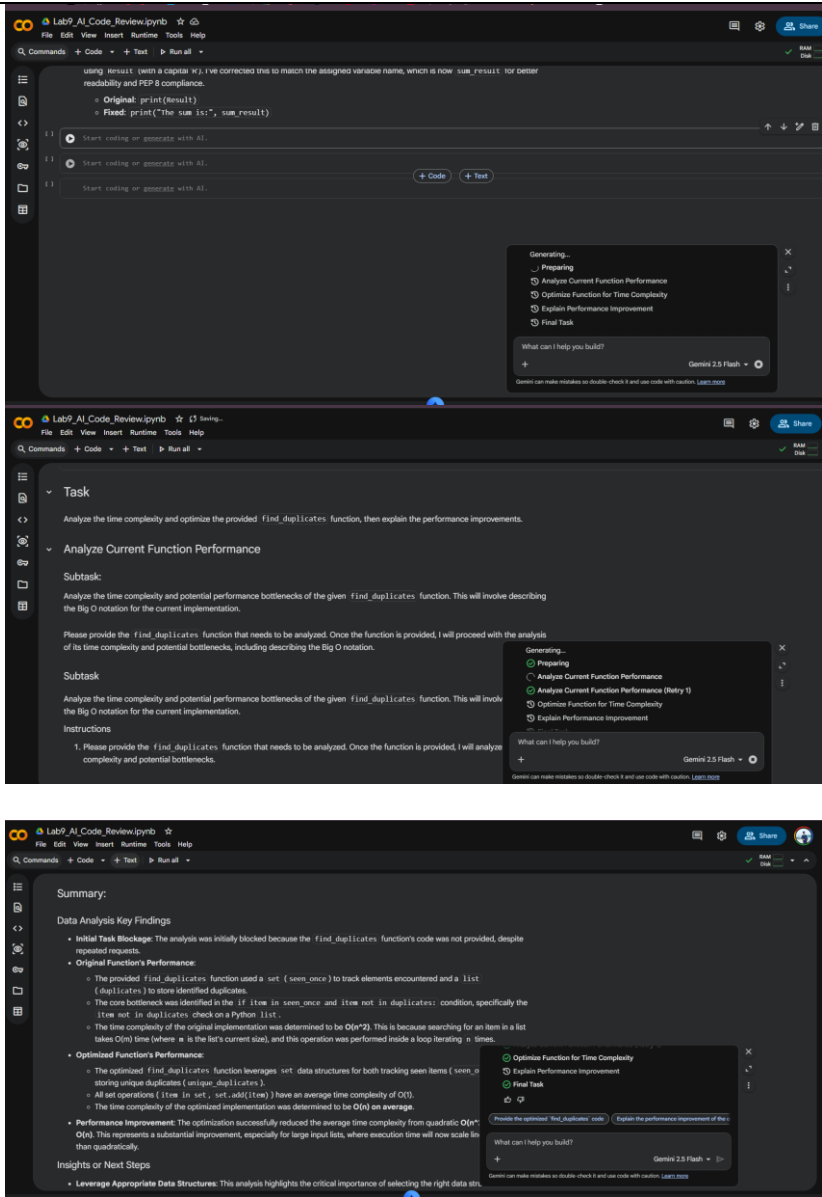 Lab9_AI_Code_Review.ipynb
File Edit View Insert Runtime Tools Help
Share
Commands + Code + Text Run all
RAM
Disk
using Result (with a capital 'R'). I've corrected this to match the assigned variable name, which is now sum_result for better
readability and PEP 8 compliance.
Original: print(Result)
Fixed: print("The sum is:", sum_result)
[ ] Start coding or generate with AI.
[ ] Start coding or generate with AI.
+ Code + Text
[ ] Start coding or generate with AI.
Generating...
Preparing
Analyze Current Function Performance
Optimize Function for Time Complexity
Explain Performance Improvement
Final Task
What can I help you build?
+ Gemini 2.5 Flash
Gemini can make mistakes so double-check it and use code with caution. Learn more
Lab9_AI_Code_Review.ipynb Saving...
File Edit View Insert Runtime Tools Help
Share
Commands + Code + Text Run all
RAM
Disk
Task
Analyze the time complexity and optimize the provided find_duplicates function, then explain the performance improvements.
Analyze Current Function Performance
Subtask:
Analyze the time complexity and potential performance bottlenecks of the given find_duplicates function. This will involve describing
the Big O notation for the current implementation.
Please provide the find_duplicates function that needs to be analyzed. Once the function is provided, I will proceed with the analysis
of its time complexity and potential bottlenecks, including describing the Big O notation.
Subtask
Analyze the time complexity and potential performance bottlenecks of the given find_duplicates function. This will involv
the Big O notation for the current implementation.
Instructions
1. Please provide the find_duplicates function that needs to be analyzed. Once the function is provided, I will analyze
complexity and potential bottlenecks.
Generating...
Preparing
Analyze Current Function Performance
Analyze Current Function Performance (Retry 1)
Optimize Function for Time Complexity
Explain Performance Improvement
What can I help you build?
+ Gemini 2.5 Flash
Gemini can make mistakes so double-check it and use code with caution. Learn more
Lab9_AI_Code_Review.ipynb
File Edit View Insert Runtime Tools Help
Share
Commands + Code + Text Run all
RAM
Disk
Summary:
Data Analysis Key Findings
Initial Task Blockage: The analysis was initially blocked because the find_duplicates function's code was not provided, despite
repeated requests.
Original Function's Performance:
The provided find_duplicates function used a set (seen_once) to track elements encountered and a list
(duplicates) to store identified duplicates.
The core bottleneck was identified in the if item in seen_once and item not in duplicates: condition, specifically the
item not in duplicates check on a Python list.
The time complexity of the original implementation was determined to be O(n^2). This is because searching for an item in a list
takes O(m) time (where m is the list's current size), and this operation was performed inside a loop iterating n times.
Optimized Function's Performance:
The optimized find_duplicates function leverages set data structures for both tracking seen items (seen_o
storing unique duplicates (unique_duplicates).
All set operations (item in set, set.add(item)) have an average time complexity of O(1).
The time complexity of the optimized implementation was determined to be O(n) on average.
Performance Improvement: The optimization successfully reduced the average time complexity from quadratic O(n^
O(n). This represents a substantial improvement, especially for large input lists, where execution time will now scale lin
than quadratically.
Insights or Next Steps
Leverage Appropriate Data Structures: This analysis highlights the critical importance of selecting the right data stru
Optimize Function for Time Complexity
Explain Performance Improvement
Final Task
Provide the optimized `find_duplicates` code
Explain the performance improvement of the o
What can I help you build?
+ Gemini 2.5 Flash
Gemini can make mistakes so double-check it and use code with caution. Learn more